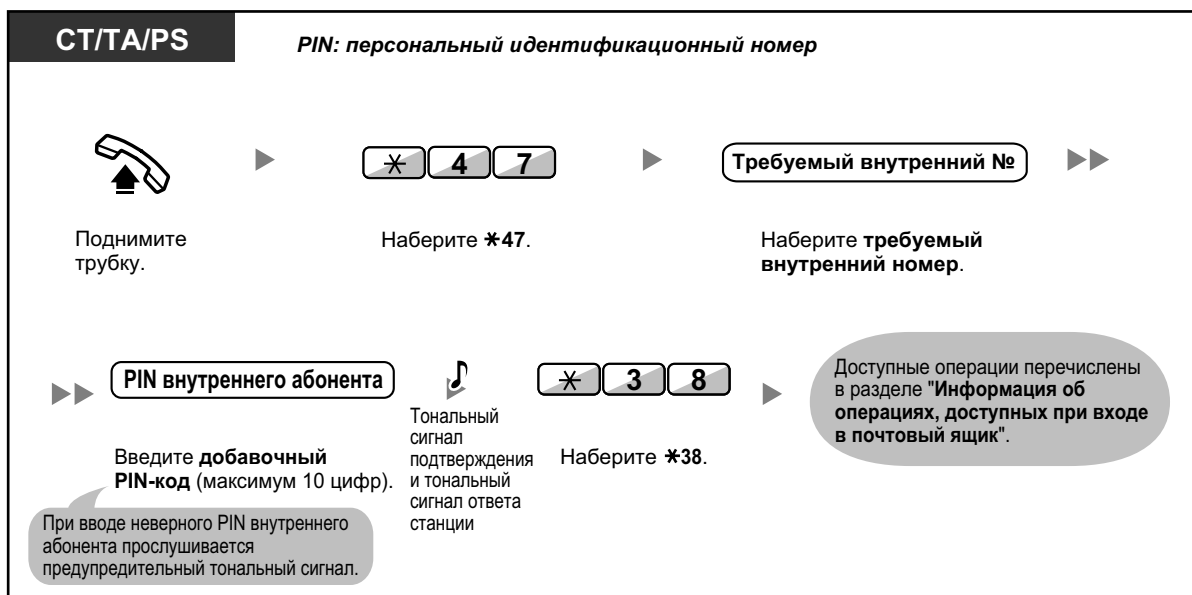 CT/TA/PS
PIN: персональный идентификационный номер
✳ 4 7
Требуемый внутренний №
Поднимите
трубку.
Наберите ✳47.
Наберите требуемый
внутренний номер.
PIN внутреннего абонента
Введите добавочный
PIN-код (максимум 10 цифр).
При вводе неверного PIN внутреннего
абонента прослушивается
предупредительный тональный сигнал.
Тональный
сигнал
подтверждения
и тональный
сигнал ответа
станции
✳ 3 8
Наберите ✳38.
Доступные операции перечислены
в разделе "Информация об
операциях, доступных при входе
в почтовый ящик".